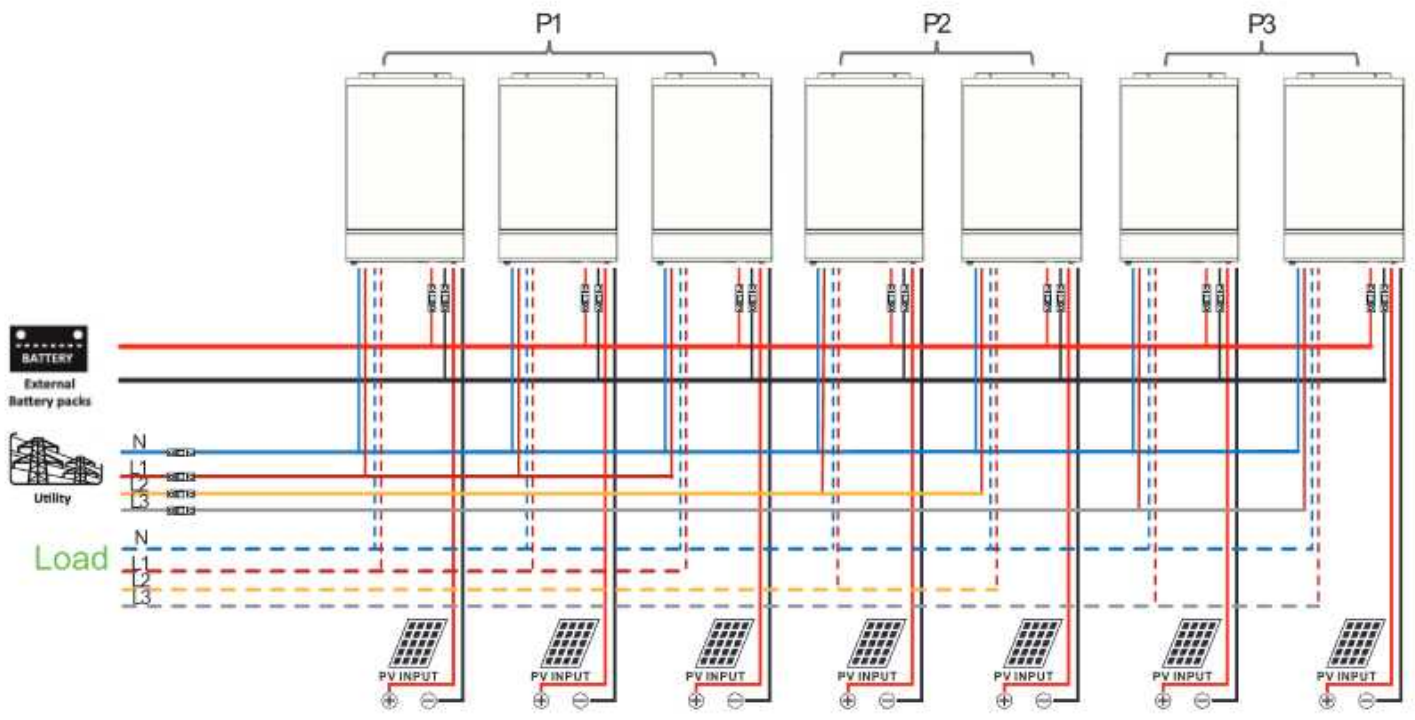 P1 P2 P3
BATTERY
External
Battery packs
N
L1
L2
L3
Utility
N
Load
L1
L2
L3
PV INPUT PV INPUT PV INPUT PV INPUT PV INPUT PV INPUT PV INPUT